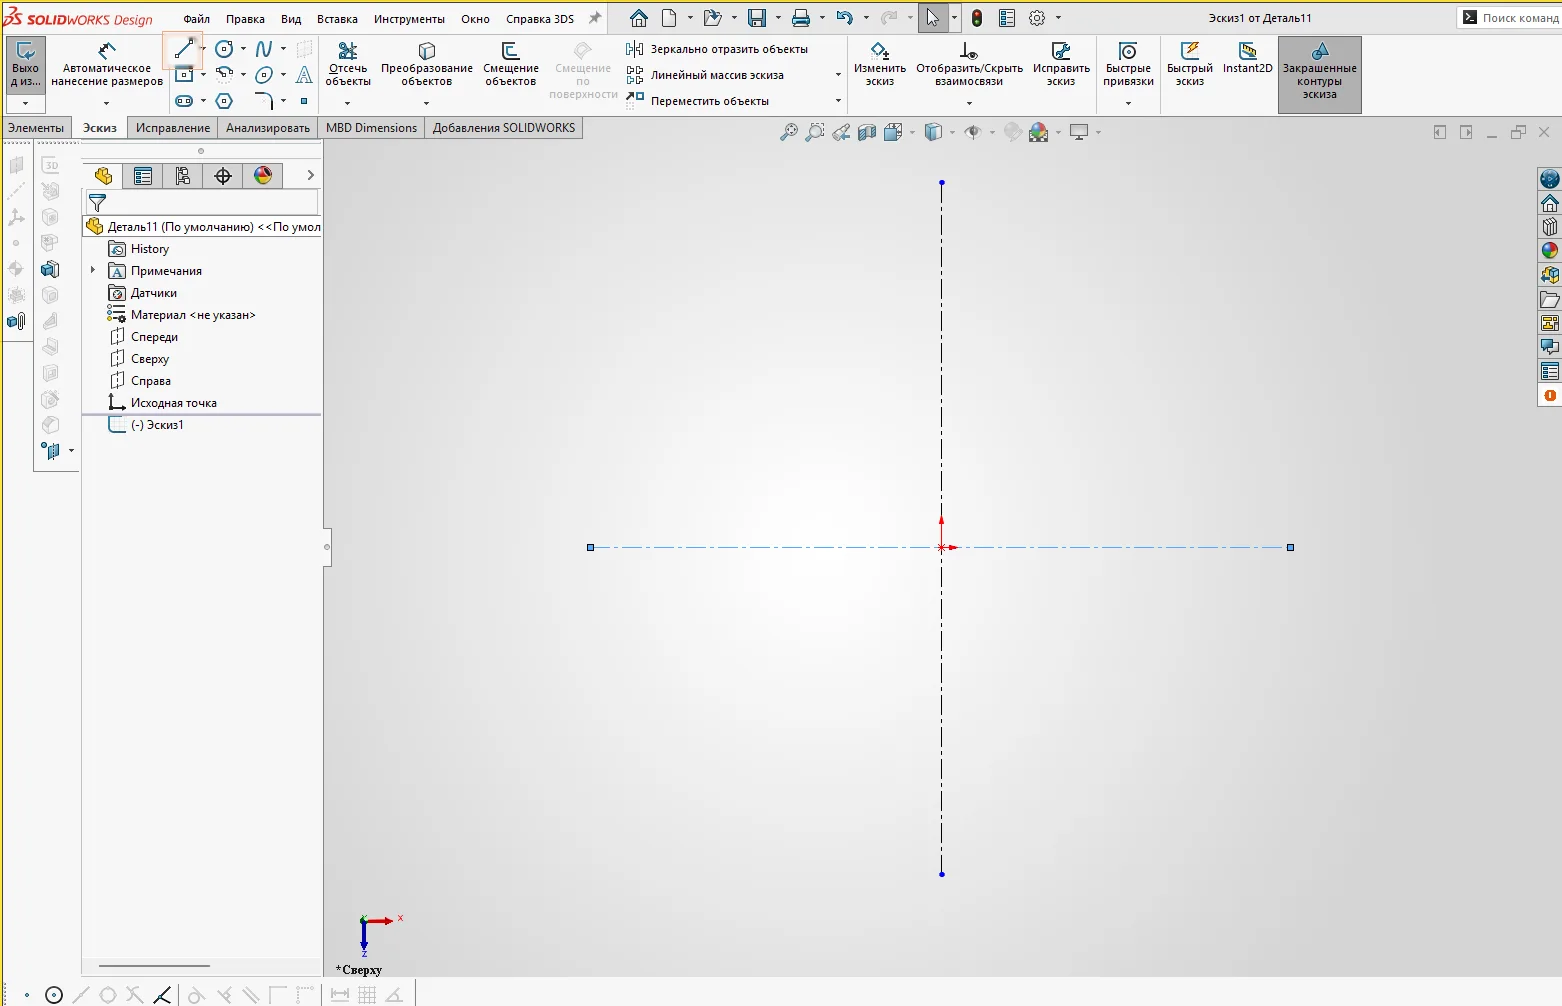 SOLIDWORKS Design
Файл Правка Вид Вставка Инструменты Окно Справка 3DS
Эскиз1 от Деталь11
Поиск команд
Выхо
д из...
Автоматическое
нанесение размеров
Отсечь
объекты
Преобразование
объектов
Смещение
объектов
Смещение
по
поверхности
Зеркально отразить объекты
Линейный массив эскиза
Переместить объекты
Изменить
эскиз
Отобразить/Скрыть
взаимосвязи
Исправить
эскиз
Быстрые
привязки
Быстрый
эскиз
Instant2D
Закрашенные
контуры
эскиза
Элементы Эскиз Исправление Анализировать MBD Dimensions Добавления SOLIDWORKS
3D
Деталь11 (По умолчанию) <<По умол
History
Примечания
Датчики
Материал <не указан>
Спереди
Сверху
Справа
Исходная точка
(-) Эскиз1
X
Z
*Сверху